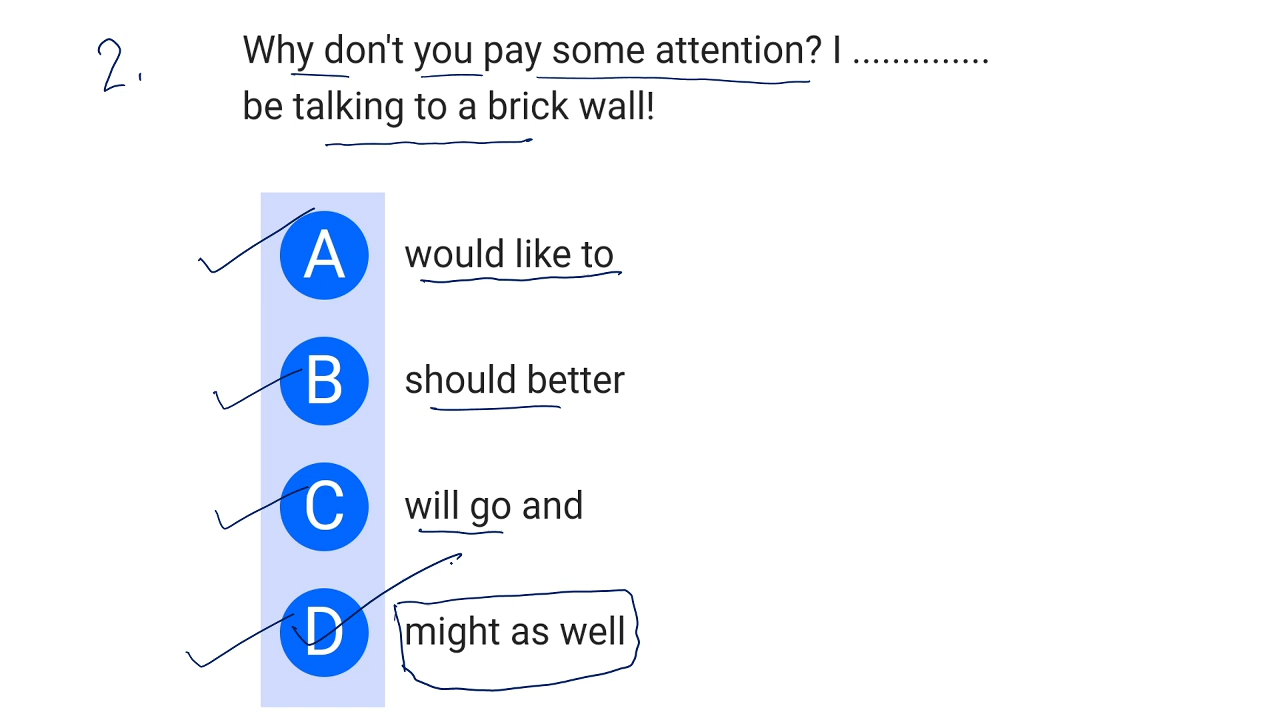 2. Why don't you pay some attention? I ..............
be talking to a brick wall!
A would like to
B should better
C will go and
D might as well